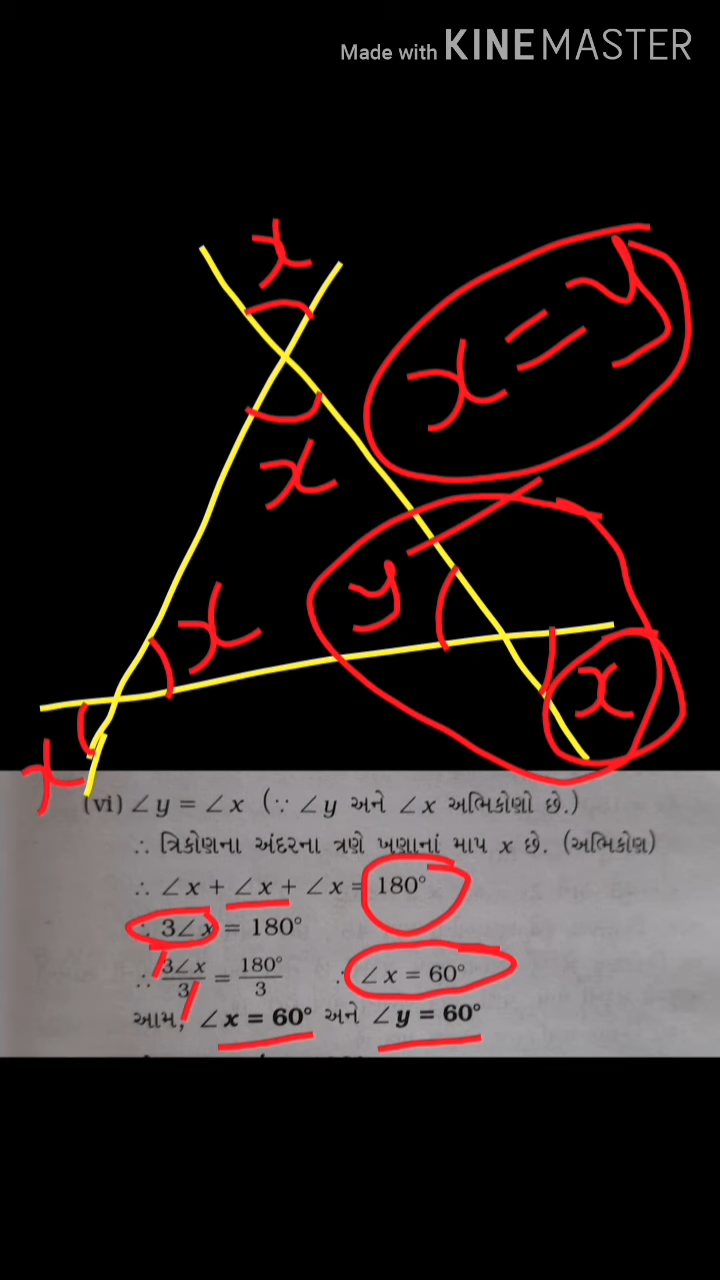 Made with KINEMASTER
x
x = y
x
y
x
x
x
(vi) ∠y = ∠x (∵ ∠y અને ∠x અભિકોણો છે.)
∴ ત્રિકોણના અંદરના ત્રણે ખણાનાં માપ x છે. (અભિકોણ)
∴ ∠x + ∠x + ∠x = 180°
∴ 3∠x = 180°
∴ 3∠x/3 = 180°/3 ∴ ∠x = 60°
આમ, ∠x = 60° અને ∠y = 60°